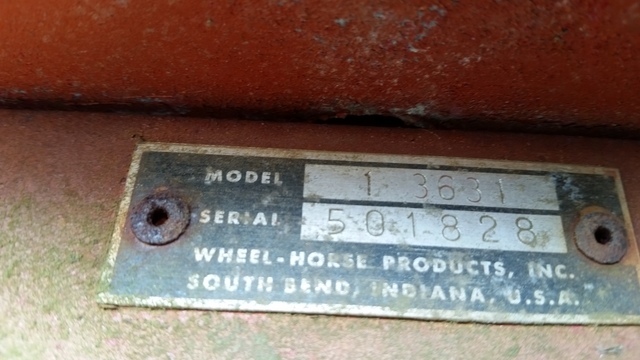 MODEL 1 3631
SERIAL 501828
WHEEL-HORSE PRODUCTS, INC.
SOUTH BEND, INDIANA, U.S.A.